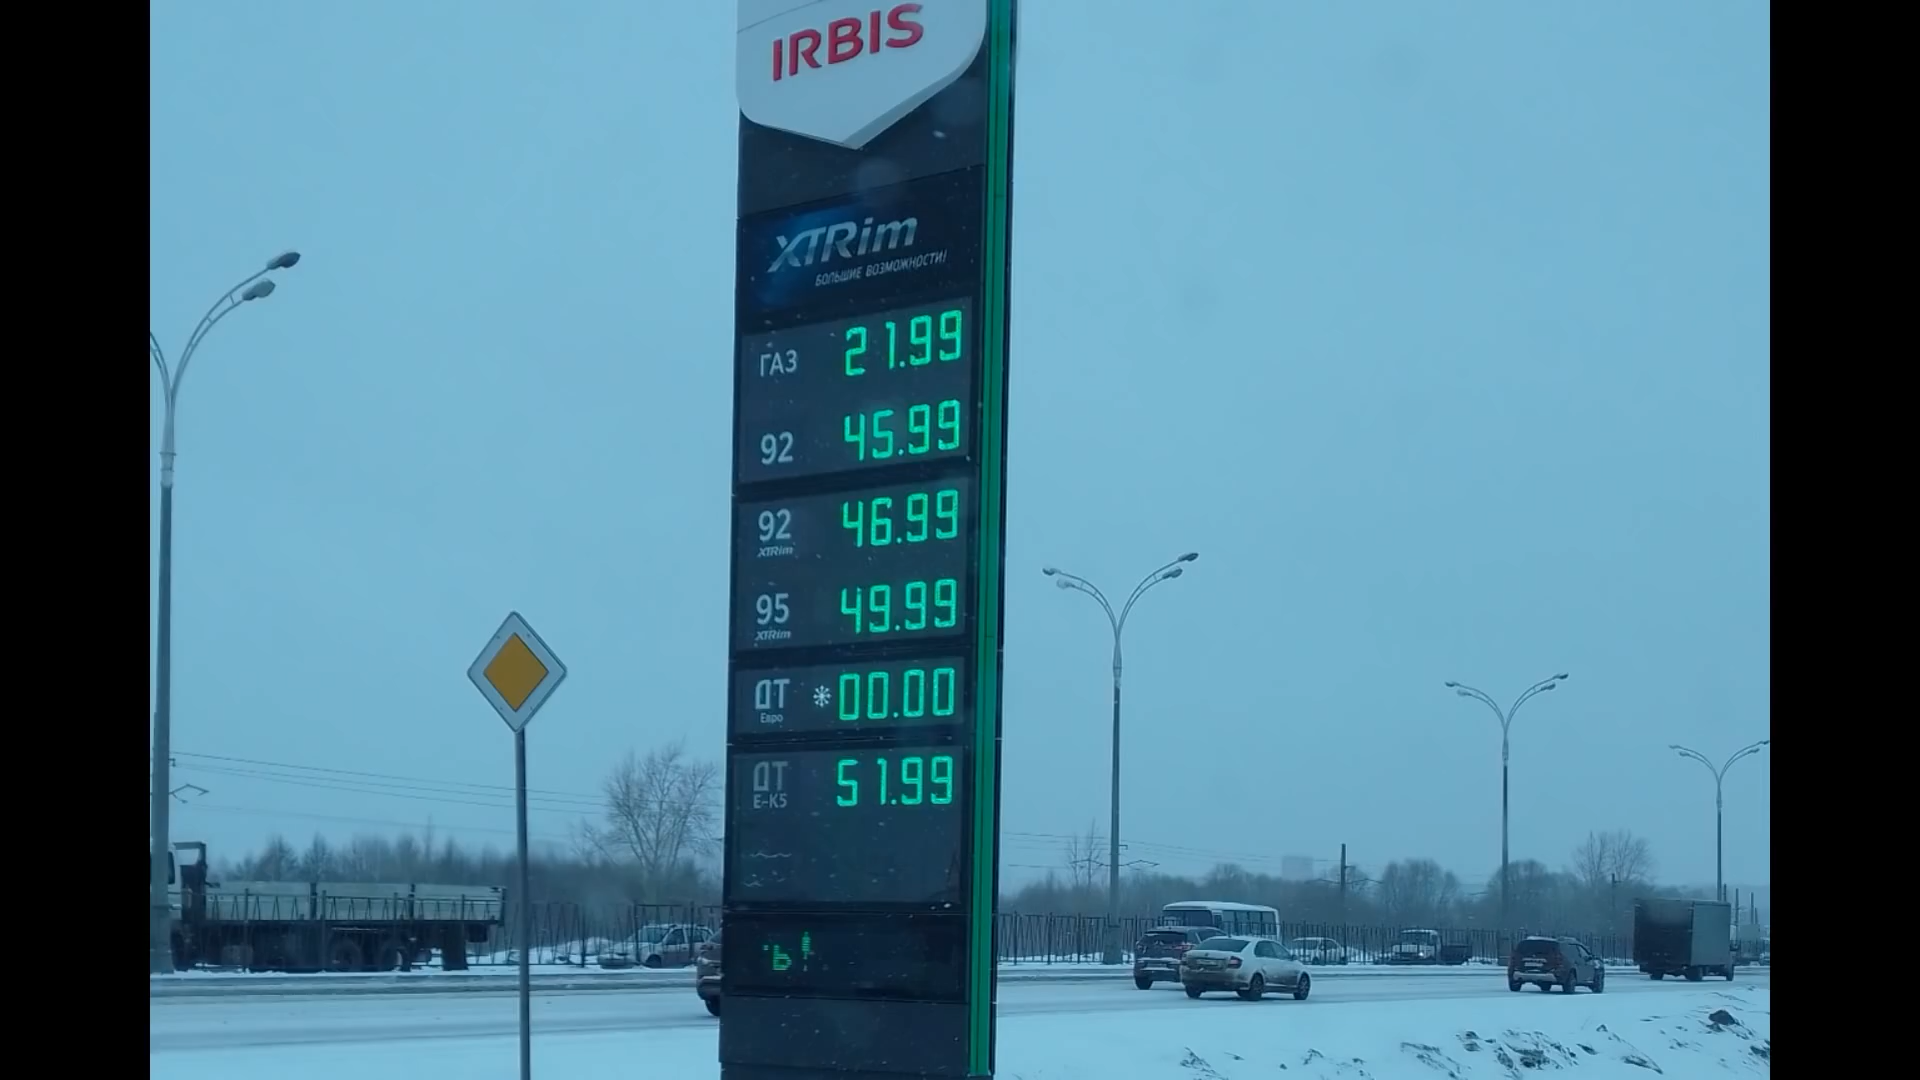 IRBIS
XTRim
БОЛЬШИЕ ВОЗМОЖНОСТИ!
ГАЗ 21.99
92 45.99
92 46.99
XTRim
95 49.99
XTRim
ДТ *00.00
Евро
ДТ 51.99
Е-К5